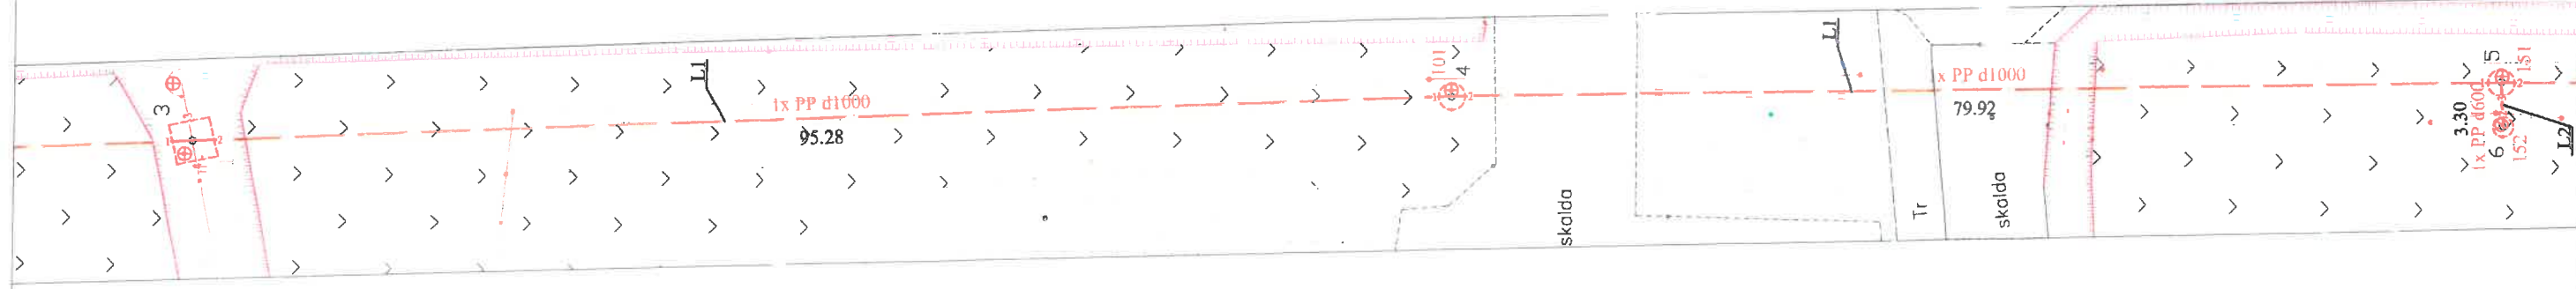 3
L1
1x PP d1000
95.28
101
4
skalda
L1
x PP d1000
79.92
Tr
skalda
5
151
3.30
1x PP d600
6
152
L2